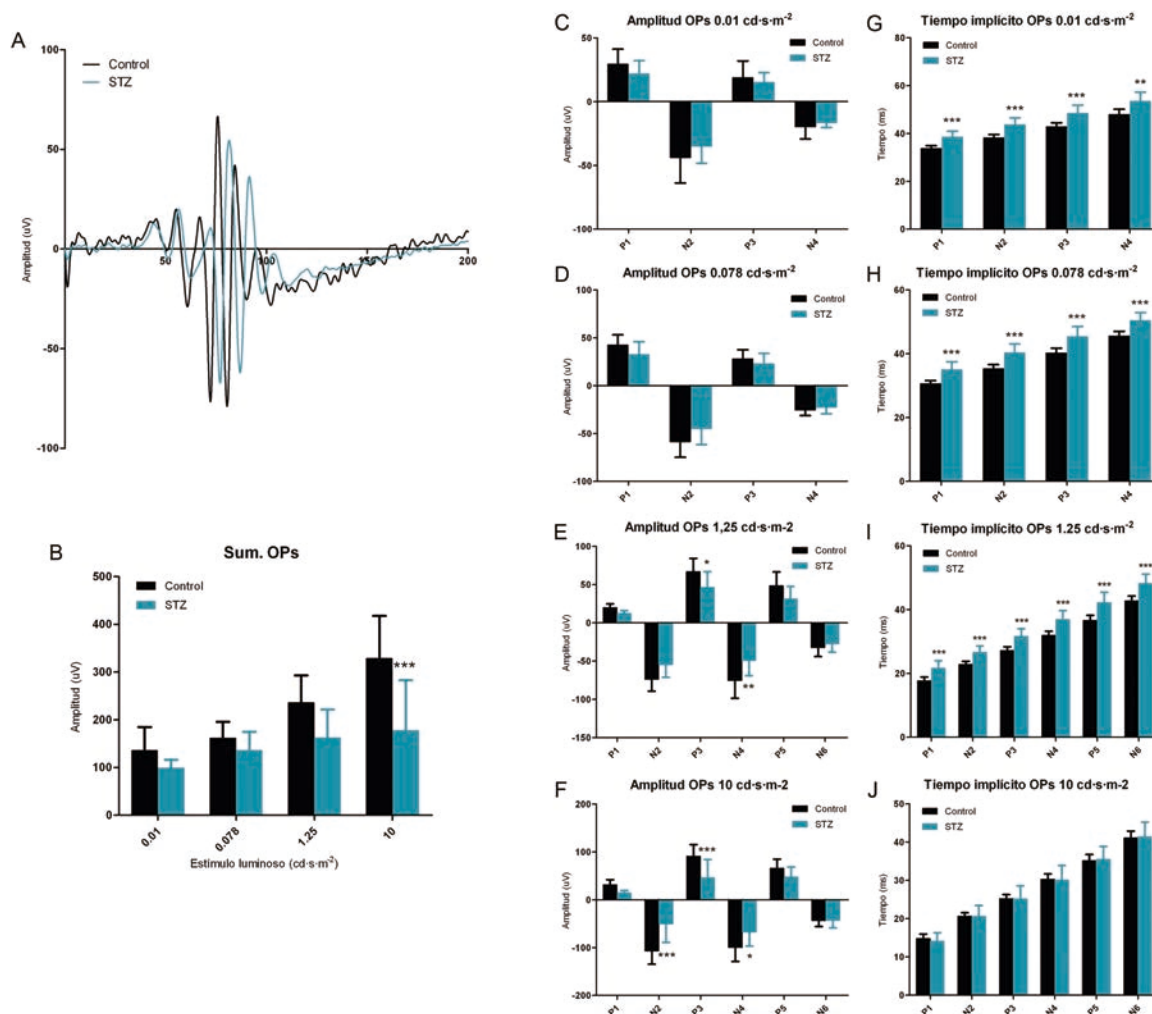 A
Control
STZ
100
50
0
-50
-100
50
100
150
200
Amplitud (uV)
B
Sum. OPs
Control
STZ
500
400
300
200
100
0
Amplitud (uV)
***
0.01
0.078
1.25
10
Estímulo luminoso (cd·s·m-2)
C
Amplitud OPs 0.01 cd·s·m-2
Control
STZ
50
0
-50
-100
Amplitud (uV)
P1 N2 P3 N4
D
Amplitud OPs 0.078 cd·s·m-2
Control
STZ
50
0
-50
-100
Amplitud (uV)
P1 N2 P3 N4
E
Amplitud OPs 1,25 cd·s·m-2
Control
STZ
100
50
0
-50
-100
-150
Amplitud (uV)
*
**
P1 N2 P3 N4 P5 N6
F
Amplitud OPs 10 cd·s·m-2
Control
STZ
200
100
0
-100
-200
Amplitud (uV)
***
***
*
P1 N2 P3 N4 P5 N6
G
Tiempo implícito OPs 0.01 cd·s·m-2
Control
STZ
60
40
20
0
Tiempo (ms)
*** *** *** **
P1 N2 P3 N4
H
Tiempo implícito OPs 0.078 cd·s·m-2
Control
STZ
60
40
20
0
Tiempo (ms)
*** *** *** ***
P1 N2 P3 N4
I
Tiempo implícito OPs 1.25 cd·s·m-2
Control
STZ
60
40
20
0
Tiempo (ms)
*** *** *** *** *** ***
P1 N2 P3 N4 P5 N6
J
Tiempo implícito OPs 10 cd·s·m-2
Control
STZ
50
40
30
20
10
0
Tiempo (ms)
P1 N2 P3 N4 P5 N6